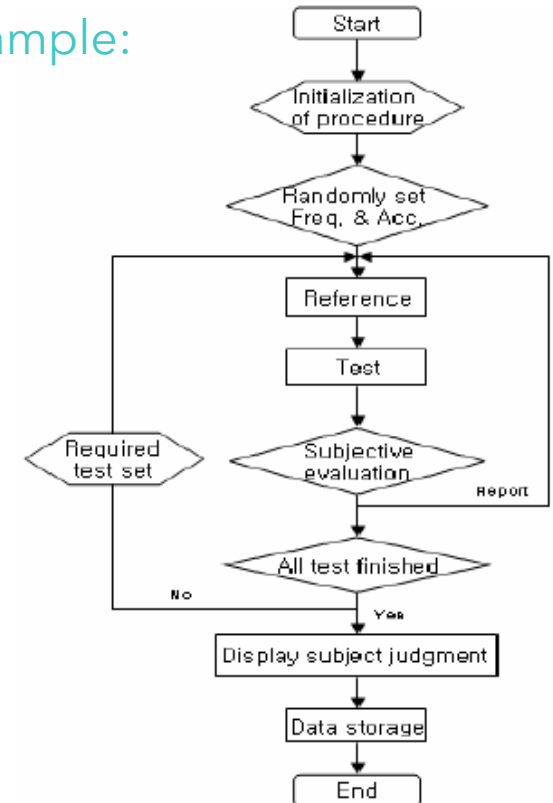 ample:
Start
Initialization
of procedure
Randomly set
Freq. & Acc.
Reference
Test
Required
test set
Subjective
evaluation
Report
All test finished
No
Yes
Display subject judgment
Data storage
End